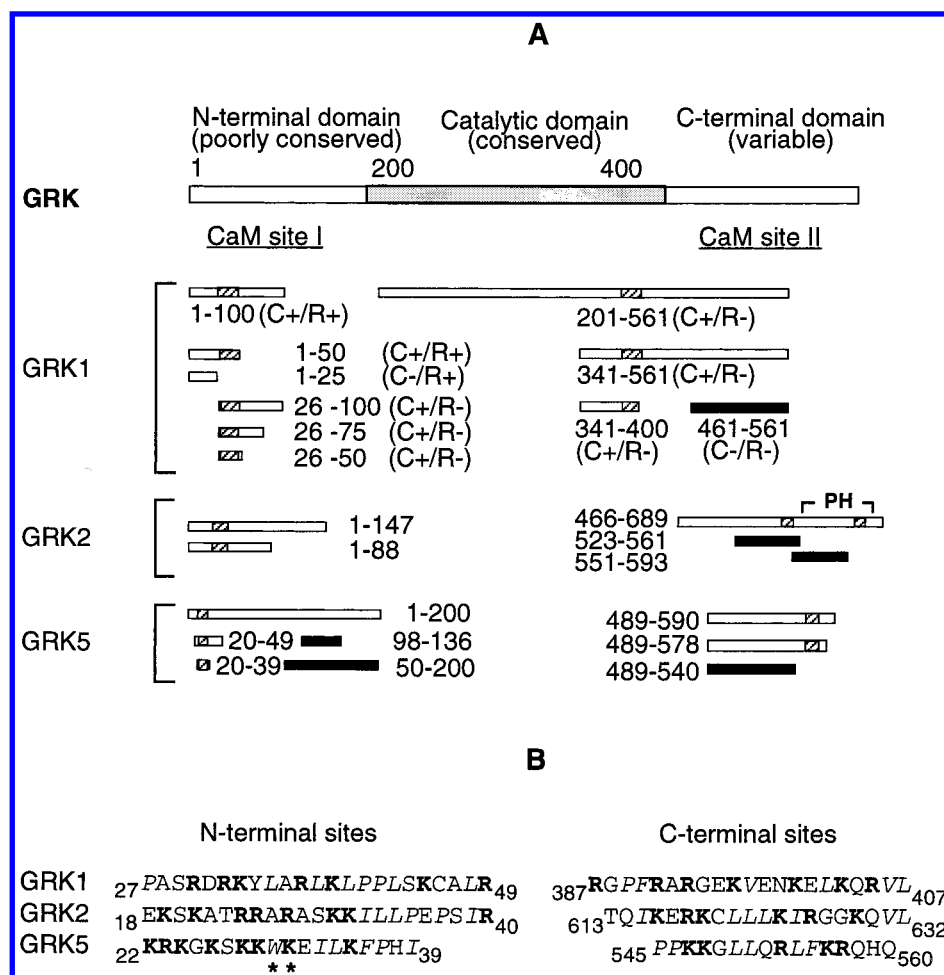 A
N-terminal domain
(poorly conserved)
Catalytic domain
(conserved)
C-terminal domain
(variable)
1
200
400
GRK
CaM site I
CaM site II
GRK1
1-100 (C+/R+)
201-561 (C+/R-)
1-50 (C+/R+)
341-561 (C+/R-)
1-25 (C-/R+)
26 -100 (C+/R-)
26 -75 (C+/R-)
26 -50 (C+/R-)
341-400
(C+/R-)
461-561
(C-/R-)
GRK2
1-147
1-88
PH
466-689
523-561
551-593
GRK5
1-200
20-49
98-136
20-39
50-200
489-590
489-578
489-540
B
N-terminal sites
C-terminal sites
GRK1 27PASRDRKYLARLKLPPLSKCALR49 387RGPFRARGEKVENKELKQRVL407
GRK2 18EKSKATRRARASKKILLPEPSIR40 613TQIKERKCLLLKIRGGKQVL632
GRK5 22KRKGKSKKWKEILKFPHI39 545PPKKGLLQRLFKRQHQ560
* *